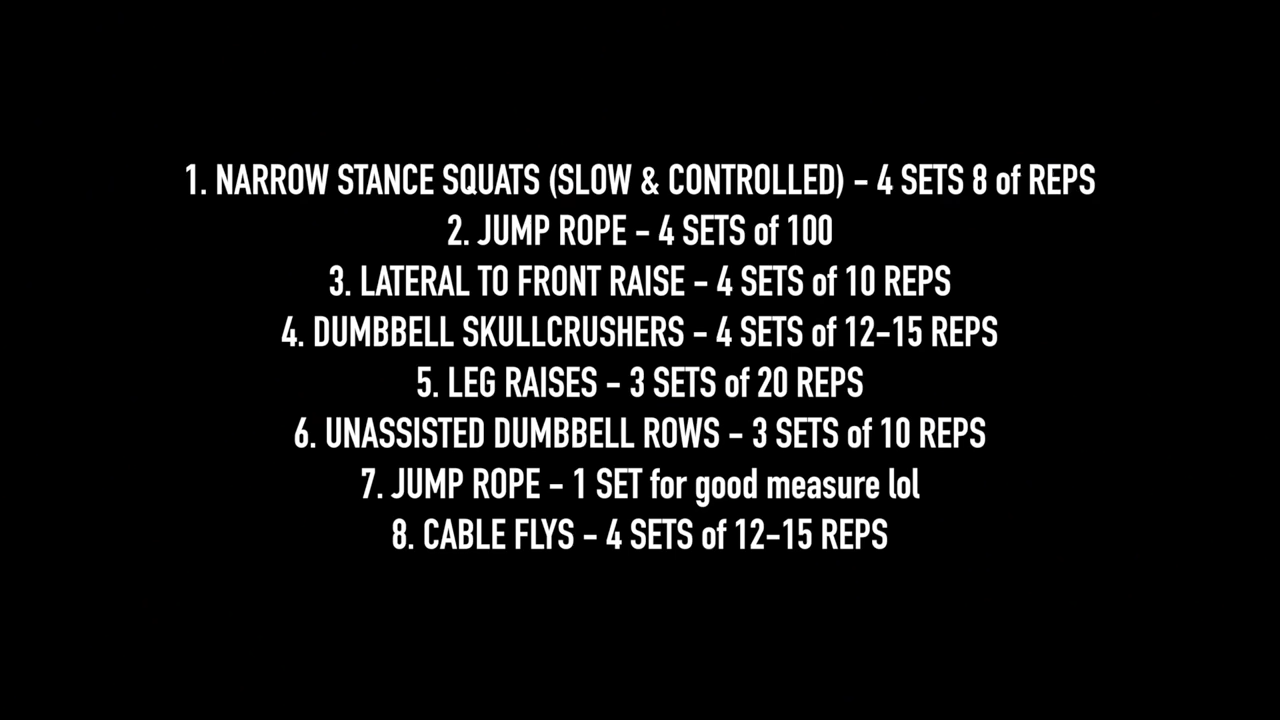 1. NARROW STANCE SQUATS (SLOW & CONTROLLED) - 4 SETS 8 of REPS
2. JUMP ROPE - 4 SETS of 100
3. LATERAL TO FRONT RAISE - 4 SETS of 10 REPS
4. DUMBBELL SKULLCRUSHERS - 4 SETS of 12-15 REPS
5. LEG RAISES - 3 SETS of 20 REPS
6. UNASSISTED DUMBBELL ROWS - 3 SETS of 10 REPS
7. JUMP ROPE - 1 SET for good measure lol
8. CABLE FLYS - 4 SETS of 12-15 REPS